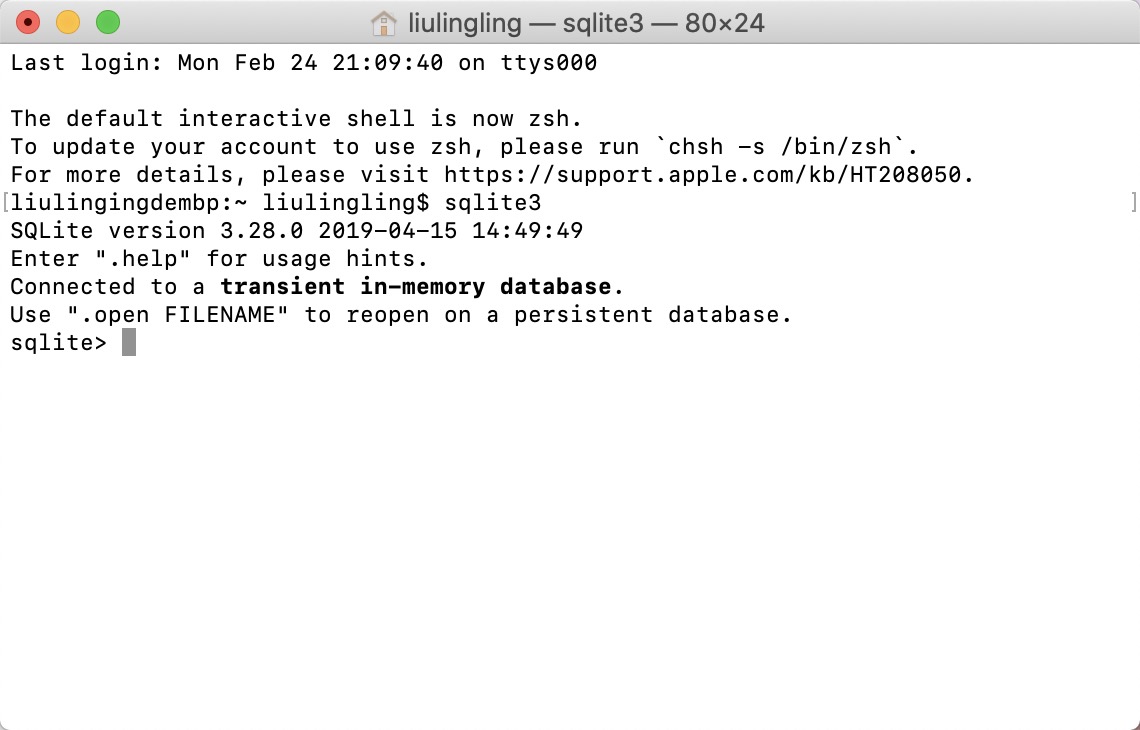 liulingling — sqlite3 — 80×24
Last login: Mon Feb 24 21:09:40 on ttys000
The default interactive shell is now zsh.
To update your account to use zsh, please run `chsh -s /bin/zsh`.
For more details, please visit https://support.apple.com/kb/HT208050.
[liulingingdembp:~ liulingling$ sqlite3 ]
SQLite version 3.28.0 2019-04-15 14:49:49
Enter ".help" for usage hints.
Connected to a transient in-memory database.
Use ".open FILENAME" to reopen on a persistent database.
sqlite>